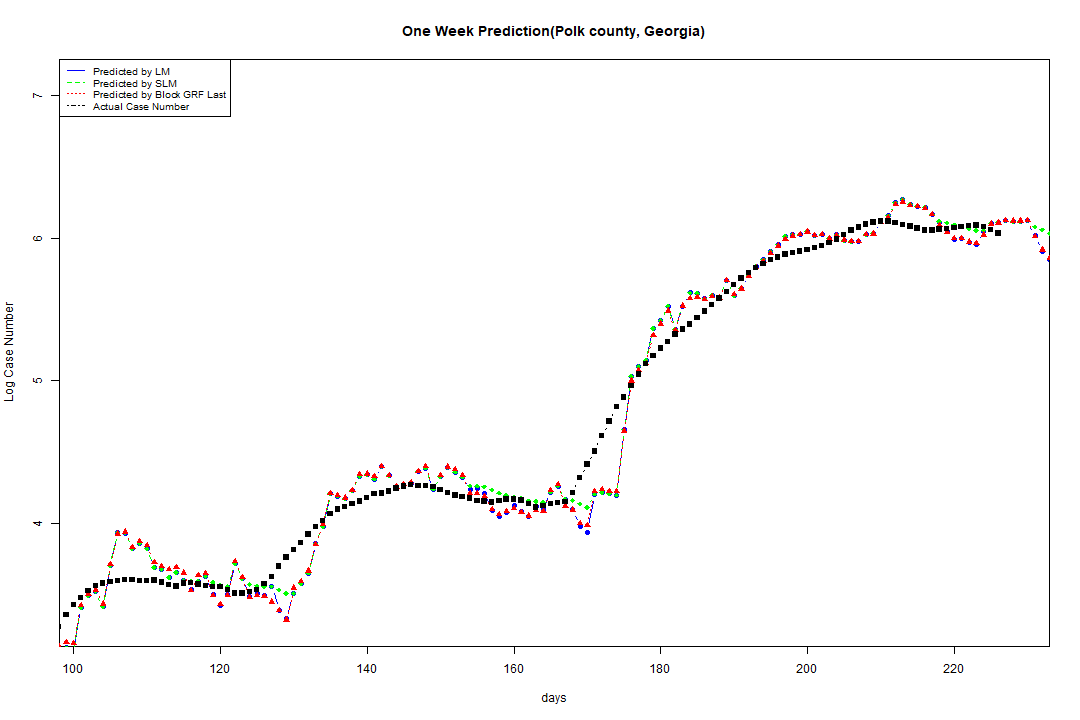 One Week Prediction(Polk county, Georgia)
Predicted by LM
Predicted by SLM
Predicted by Block GRF Last
Actual Case Number
7
6
5
4
Log Case Number
100 120 140 160 180 200 220
days